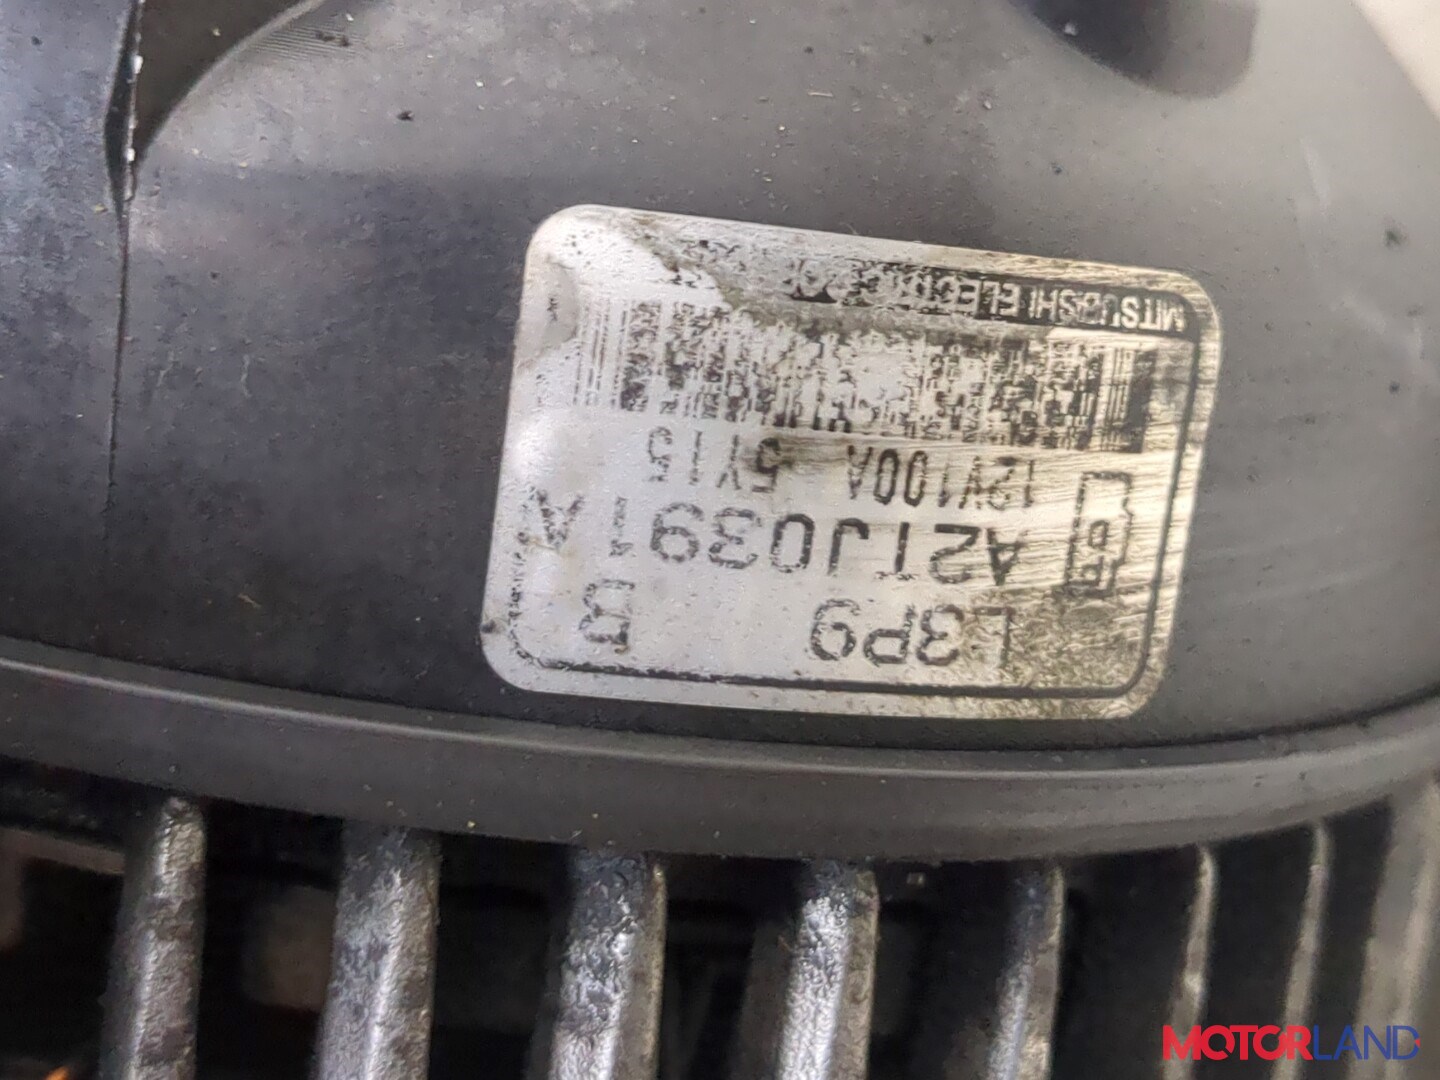 L3P9 B
A2TJ0391A
12V100A 5Y15
MITSUBISHI ELECTRIC
MOTORLAND